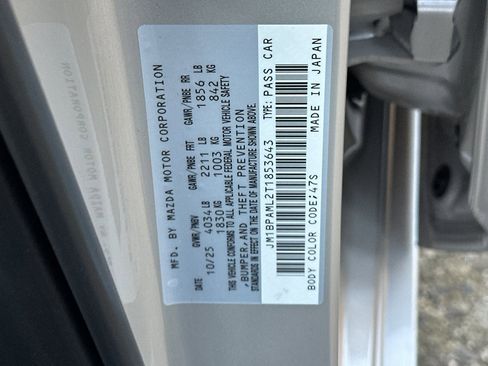 MFD. BY MAZDA MOTOR CORPORATION
DATE GVWR/PNBV GAWR/PNBE FRT GAWR/PNBE RR
10/25 4034 LB 2211 LB 1856 LB
1830 KG 1003 KG 842 KG
THIS VEHICLE CONFORMS TO ALL APPLICABLE FEDERAL MOTOR VEHICLE SAFETY
,BUMPER,AND THEFT PREVENTION
STANDARDS IN EFFECT ON THE DATE OF MANUFACTURE SHOWN ABOVE.
JM1BPAML2T1853643 TYPE: PASS CAR
BODY COLOR CODE;47S MADE IN JAPAN